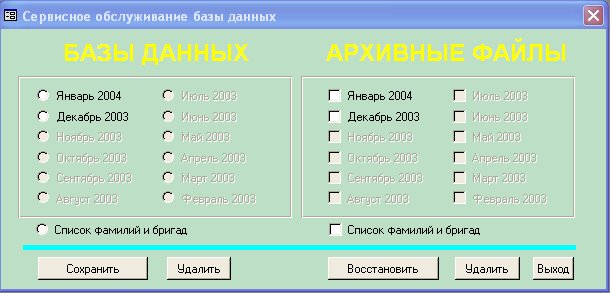 Сервисное обслуживание базы данных
БАЗЫ ДАННЫХ
Январь 2004 Июль 2003
Декабрь 2003 Июнь 2003
Ноябрь 2003 Май 2003
Октябрь 2003 Апрель 2003
Сентябрь 2003 Март 2003
Август 2003 Февраль 2003
Список фамилий и бригад
Сохранить Удалить
АРХИВНЫЕ ФАЙЛЫ
Январь 2004 Июль 2003
Декабрь 2003 Июнь 2003
Ноябрь 2003 Май 2003
Октябрь 2003 Апрель 2003
Сентябрь 2003 Март 2003
Август 2003 Февраль 2003
Список фамилий и бригад
Восстановить Удалить Выход